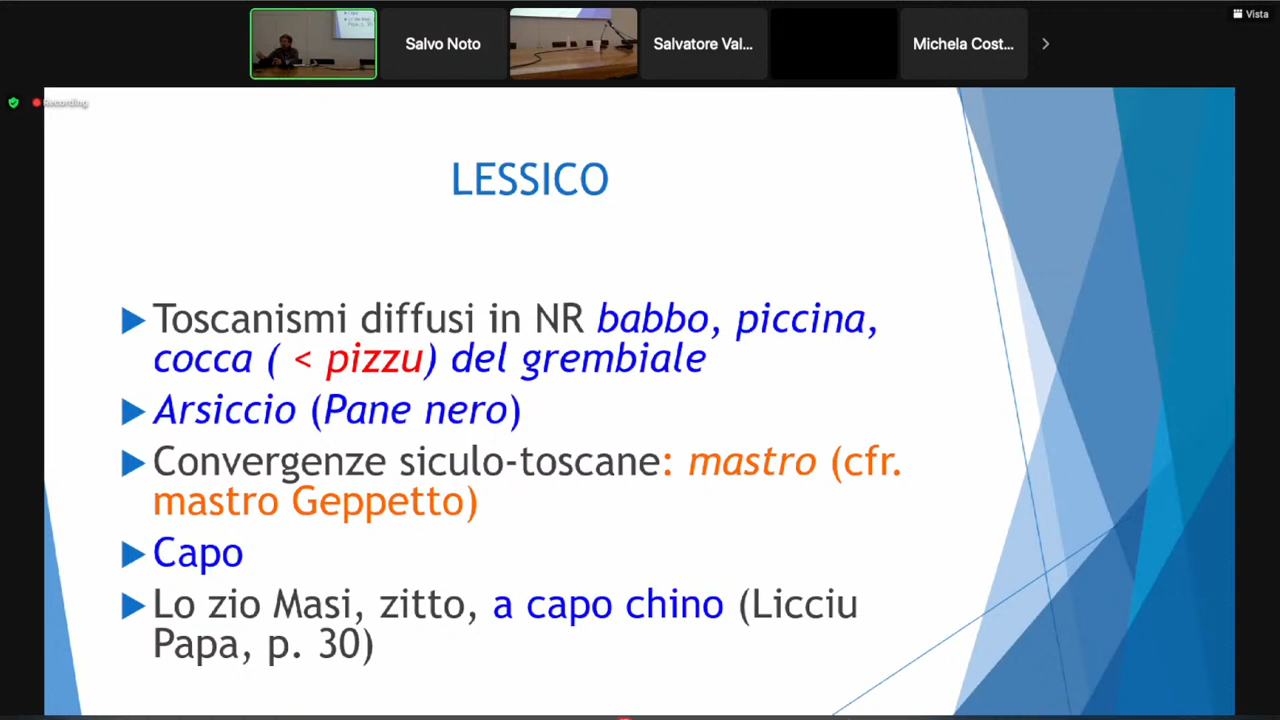 Vista
Salvo Noto
Salvatore Val...
Michela Cost...
Recording
LESSICO
Toscanismi diffusi in NR babbo, piccina,
cocca ( < pizzu) del grembiale
Arsiccio (Pane nero)
Convergenze siculo-toscane: mastro (cfr.
mastro Geppetto)
Capo
Lo zio Masi, zitto, a capo chino (Licciu
Papa, p. 30)